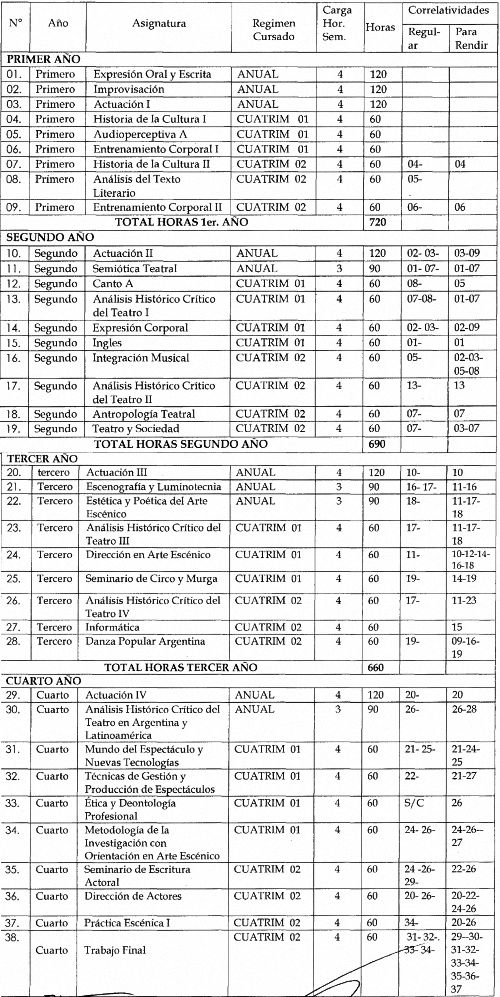 N° Año Asignatura Regimen Cursado Carga Hor. Sem. Horas Correlatividades
Regul-ar Para Rendir
PRIMER AÑO
01. Primero Expresión Oral y Escrita ANUAL 4 120
02. Primero Improvisación ANUAL 4 120
03. Primero Actuación I ANUAL 4 120
04. Primero Historia de la Cultura I CUATRIM 01 4 60
05. Primero Audioperceptiva A CUATRIM 01 4 60
06. Primero Entrenamiento Corporal I CUATRIM 01 4 60
07. Primero Historia de la Cultura II CUATRIM 02 4 60 04- 04
08. Primero Análisis del Texto CUATRIM 02 4 60 05-
Literario
09. Primero Entrenamiento Corporal II CUATRIM 02 4 60 06- 06
TOTAL HORAS 1er. AÑO 720
SEGUNDO AÑO
10. Segundo Actuación II ANUAL 4 120 02- 03- 03-09
11. Segundo Semiótica Teatral ANUAL 3 90 01- 07- 01-07
12. Segundo Canto A CUATRIM 01 4 60 08- 05
13. Segundo Análisis Histórico Crítico CUATRIM 01 4 60 07-08- 01-07
del Teatro I
14. Segundo Expresión Corporal CUATRIM 01 4 60 02- 03- 02-09
15. Segundo Ingles CUATRIM 01 4 60 01- 01
16. Segundo Integración Musical CUATRIM 02 4 60 05- 02-03-
05-08
17. Segundo Análisis Histórico Crítico CUATRIM 02 4 60 13- 13
del Teatro II
18. Segundo Antropología Teatral CUATRIM 02 4 60 07- 07
19. Segundo Teatro y Sociedad CUATRIM 02 4 60 07- 03-07
TOTAL HORAS SEGUNDO AÑO 690
TERCER AÑO
20. tercero Actuación III ANUAL 4 120 10- 10
21. Tercero Escenografía y Luminotecnia ANUAL 3 90 16- 17- 11-16
22. Tercero Estética y Poética del Arte ANUAL 3 90 18- 11-17-
Escénico 18
23. Tercero Análisis Histórico Crítico del CUATRIM 01 4 60 17- 11-17-
Teatro III 18
24. Tercero Dirección en Arte Escénico CUATRIM 01 4 60 11- 10-12-14-
16-18
25. Tercero Seminario de Circo y Murga CUATRIM 01 4 60 19- 14-19
26. Tercero Análisis Histórico Crítico del CUATRIM 02 4 60 17- 11-23
Teatro IV
27. Tercero Informática CUATRIM 02 4 60 15
28. Tercero Danza Popular Argentina CUATRIM 02 4 60 19- 09-16-
19
TOTAL HORAS TERCER AÑO 660
CUARTO AÑO
29. Cuarto Actuación IV ANUAL 4 120 20- 20
30. Cuarto Análisis Histórico Crítico del ANUAL 3 90 26- 26-28
Teatro en Argentina y
Latinoamérica
31. Cuarto Mundo del Espectáculo y CUATRIM 01 4 60 21- 25- 21-24-
Nuevas Tecnologías 25
32. Cuarto Técnicas de Gestión y CUATRIM 01 4 60 22- 21-27
Producción de Espectáculos
33. Cuarto Ética y Deontología CUATRIM 01 4 60 S/C 26
Profesional
34. Cuarto Metodología de la CUATRIM 01 4 60 24- 26- 24-26--
Investigación con 27
Orientación en Arte Escénico
35. Cuarto Seminario de Escritura CUATRIM 02 4 60 24 -26- 22-26
Actoral 29-
36. Cuarto Dirección de Actores CUATRIM 02 4 60 20- 26- 20-22-
24-26
37. Cuarto Práctica Escénica I CUATRIM 02 4 60 34- 20-26
38. CUATRIM 02 4 60 31- 32-. 29--30-
Cuarto Trabajo Final 33- 34- 31-32-
33-34-
35-36-
37